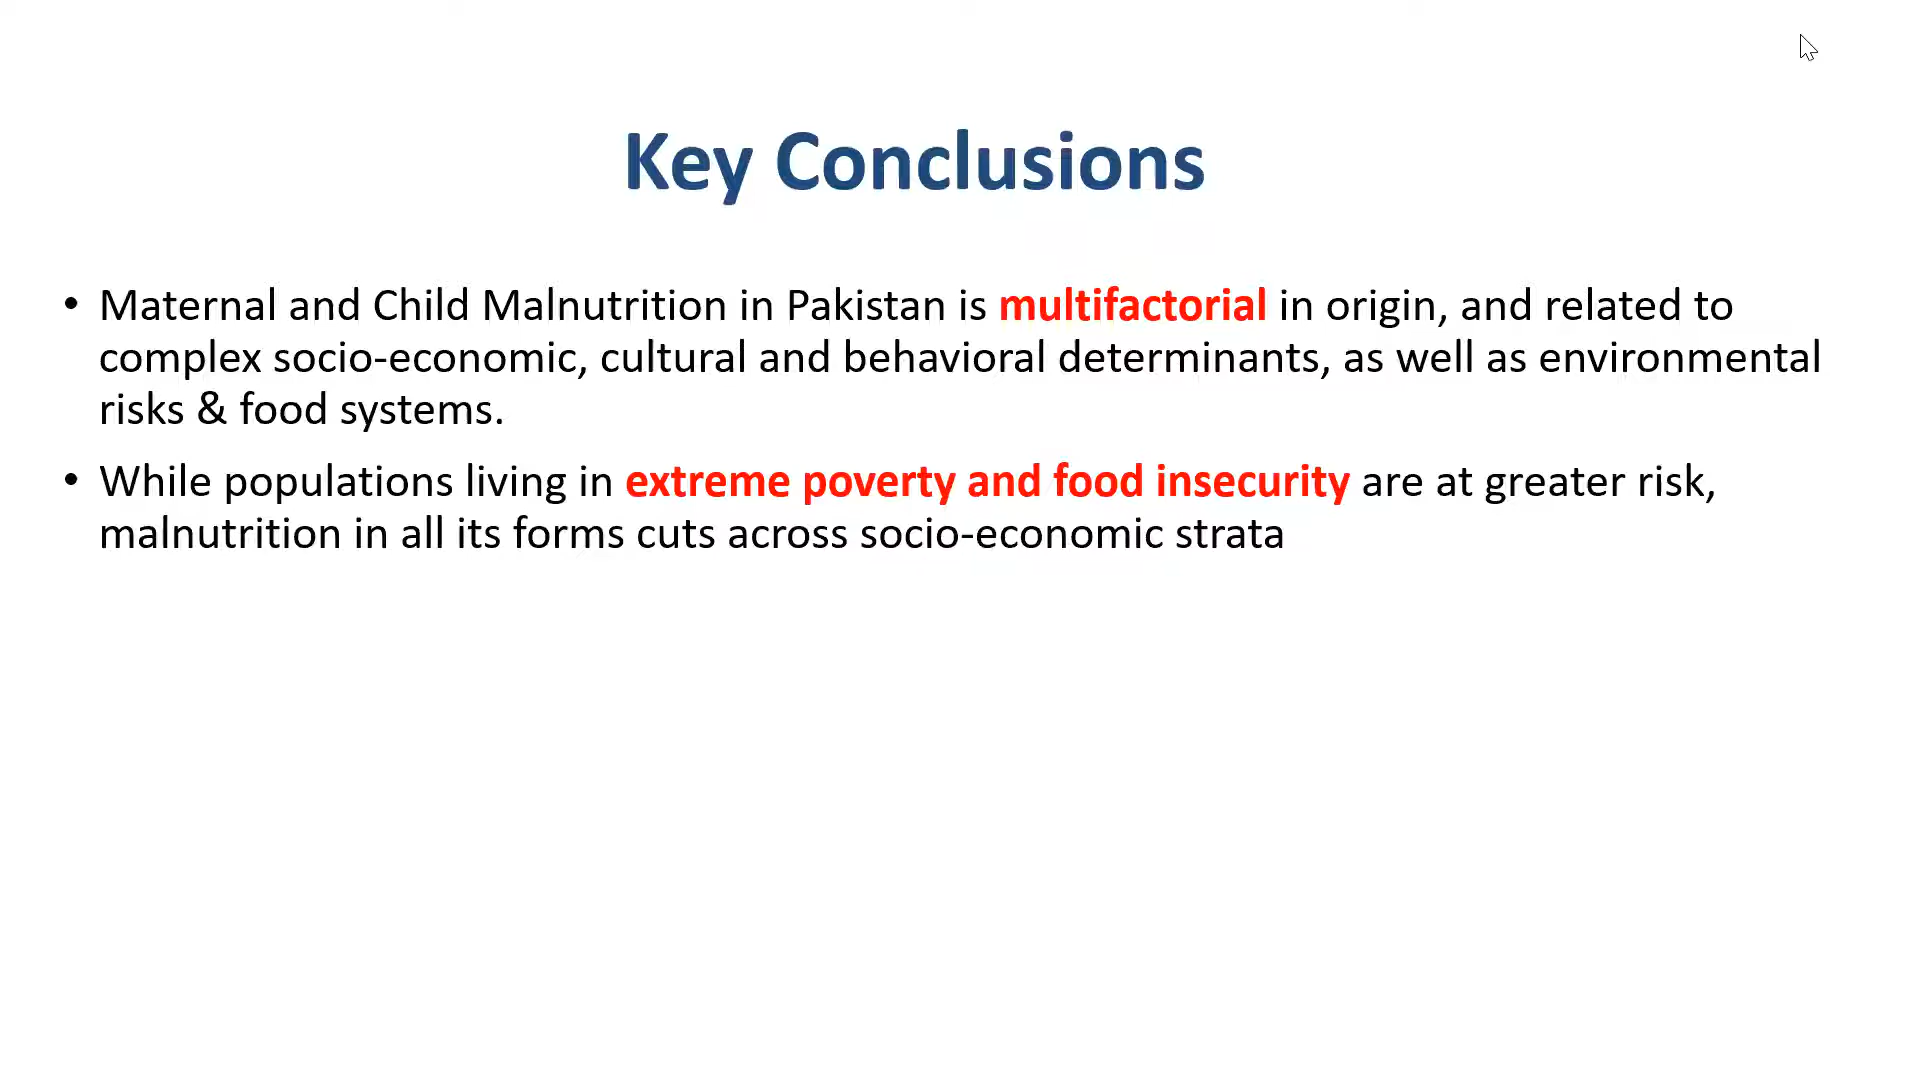 Key Conclusions
• Maternal and Child Malnutrition in Pakistan is multifactorial in origin, and related to
complex socio-economic, cultural and behavioral determinants, as well as environmental
risks & food systems.
• While populations living in extreme poverty and food insecurity are at greater risk,
malnutrition in all its forms cuts across socio-economic strata